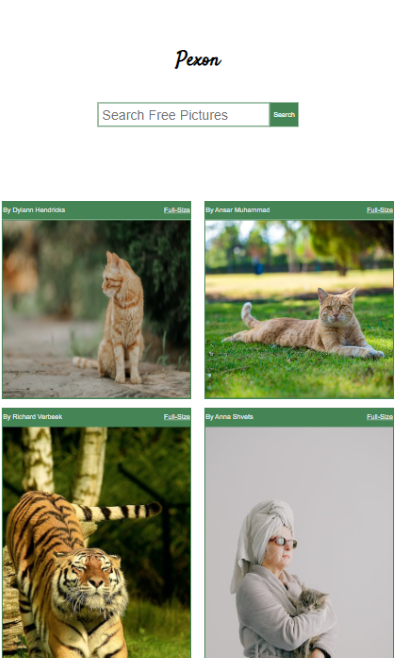 Pexon
Search Free Pictures
Search
By Dylann Hendricks
Full-Size
By Ansar Muhammad
Full-Size
By Richard Verbeek
Full-Size
By Anna Shvets
Full-Size